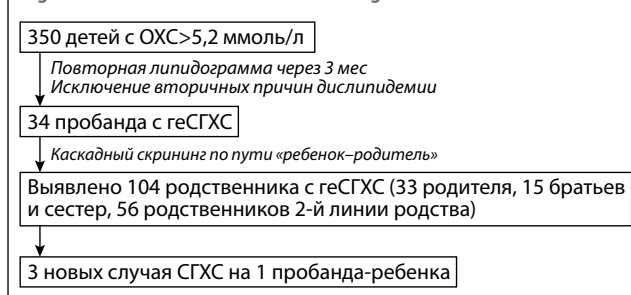 350 детей с ОХС>5,2 ммоль/л
Повторная липидограмма через 3 мес
Исключение вторичных причин дислипидемии
34 пробанда с геСГХС
Каскадный скрининг по пути «ребенок–родитель»
Выявлено 104 родственника с геСГХС (33 родителя, 15 братьев
и сестер, 56 родственников 2-й линии родства)
3 новых случая СГХС на 1 пробанда-ребенка